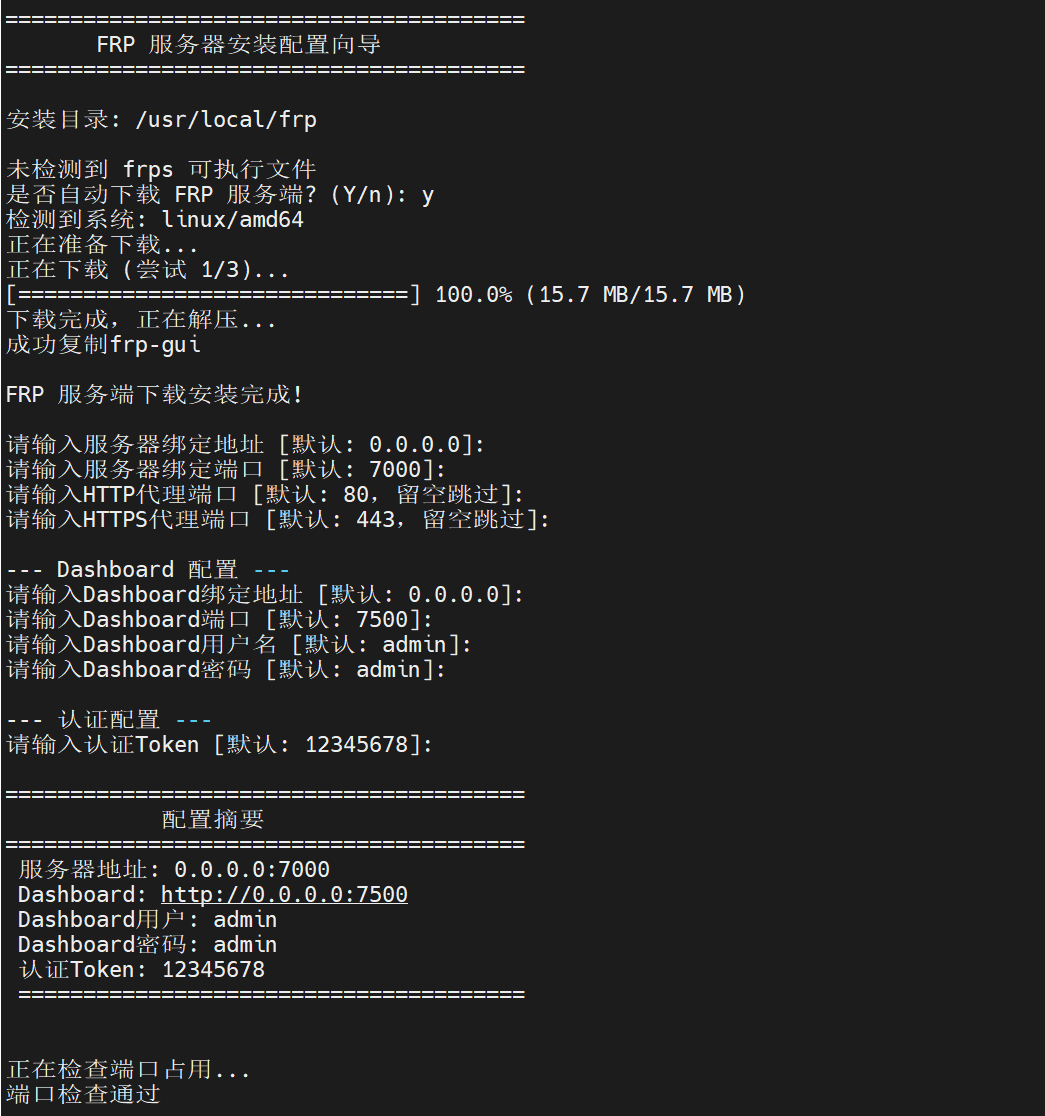 ========================================
FRP 服务器安装配置向导
========================================
安装目录: /usr/local/frp
未检测到 frps 可执行文件
是否自动下载 FRP 服务端? (Y/n): y
检测到系统: linux/amd64
正在准备下载...
正在下载 (尝试 1/3)...
[==============================] 100.0% (15.7 MB/15.7 MB)
下载完成, 正在解压...
成功复制frp-gui
FRP 服务端下载安装完成!
请输入服务器绑定地址 [默认: 0.0.0.0]:
请输入服务器绑定端口 [默认: 7000]:
请输入HTTP代理端口 [默认: 80, 留空跳过]:
请输入HTTPS代理端口 [默认: 443, 留空跳过]:
--- Dashboard 配置 ---
请输入Dashboard绑定地址 [默认: 0.0.0.0]:
请输入Dashboard端口 [默认: 7500]:
请输入Dashboard用户名 [默认: admin]:
请输入Dashboard密码 [默认: admin]:
--- 认证配置 ---
请输入认证Token [默认: 12345678]:
========================================
配置摘要
========================================
服务器地址: 0.0.0.0:7000
Dashboard: http://0.0.0.0:7500
Dashboard用户: admin
Dashboard密码: admin
认证Token: 12345678
=======================================
正在检查端口占用...
端口检查通过